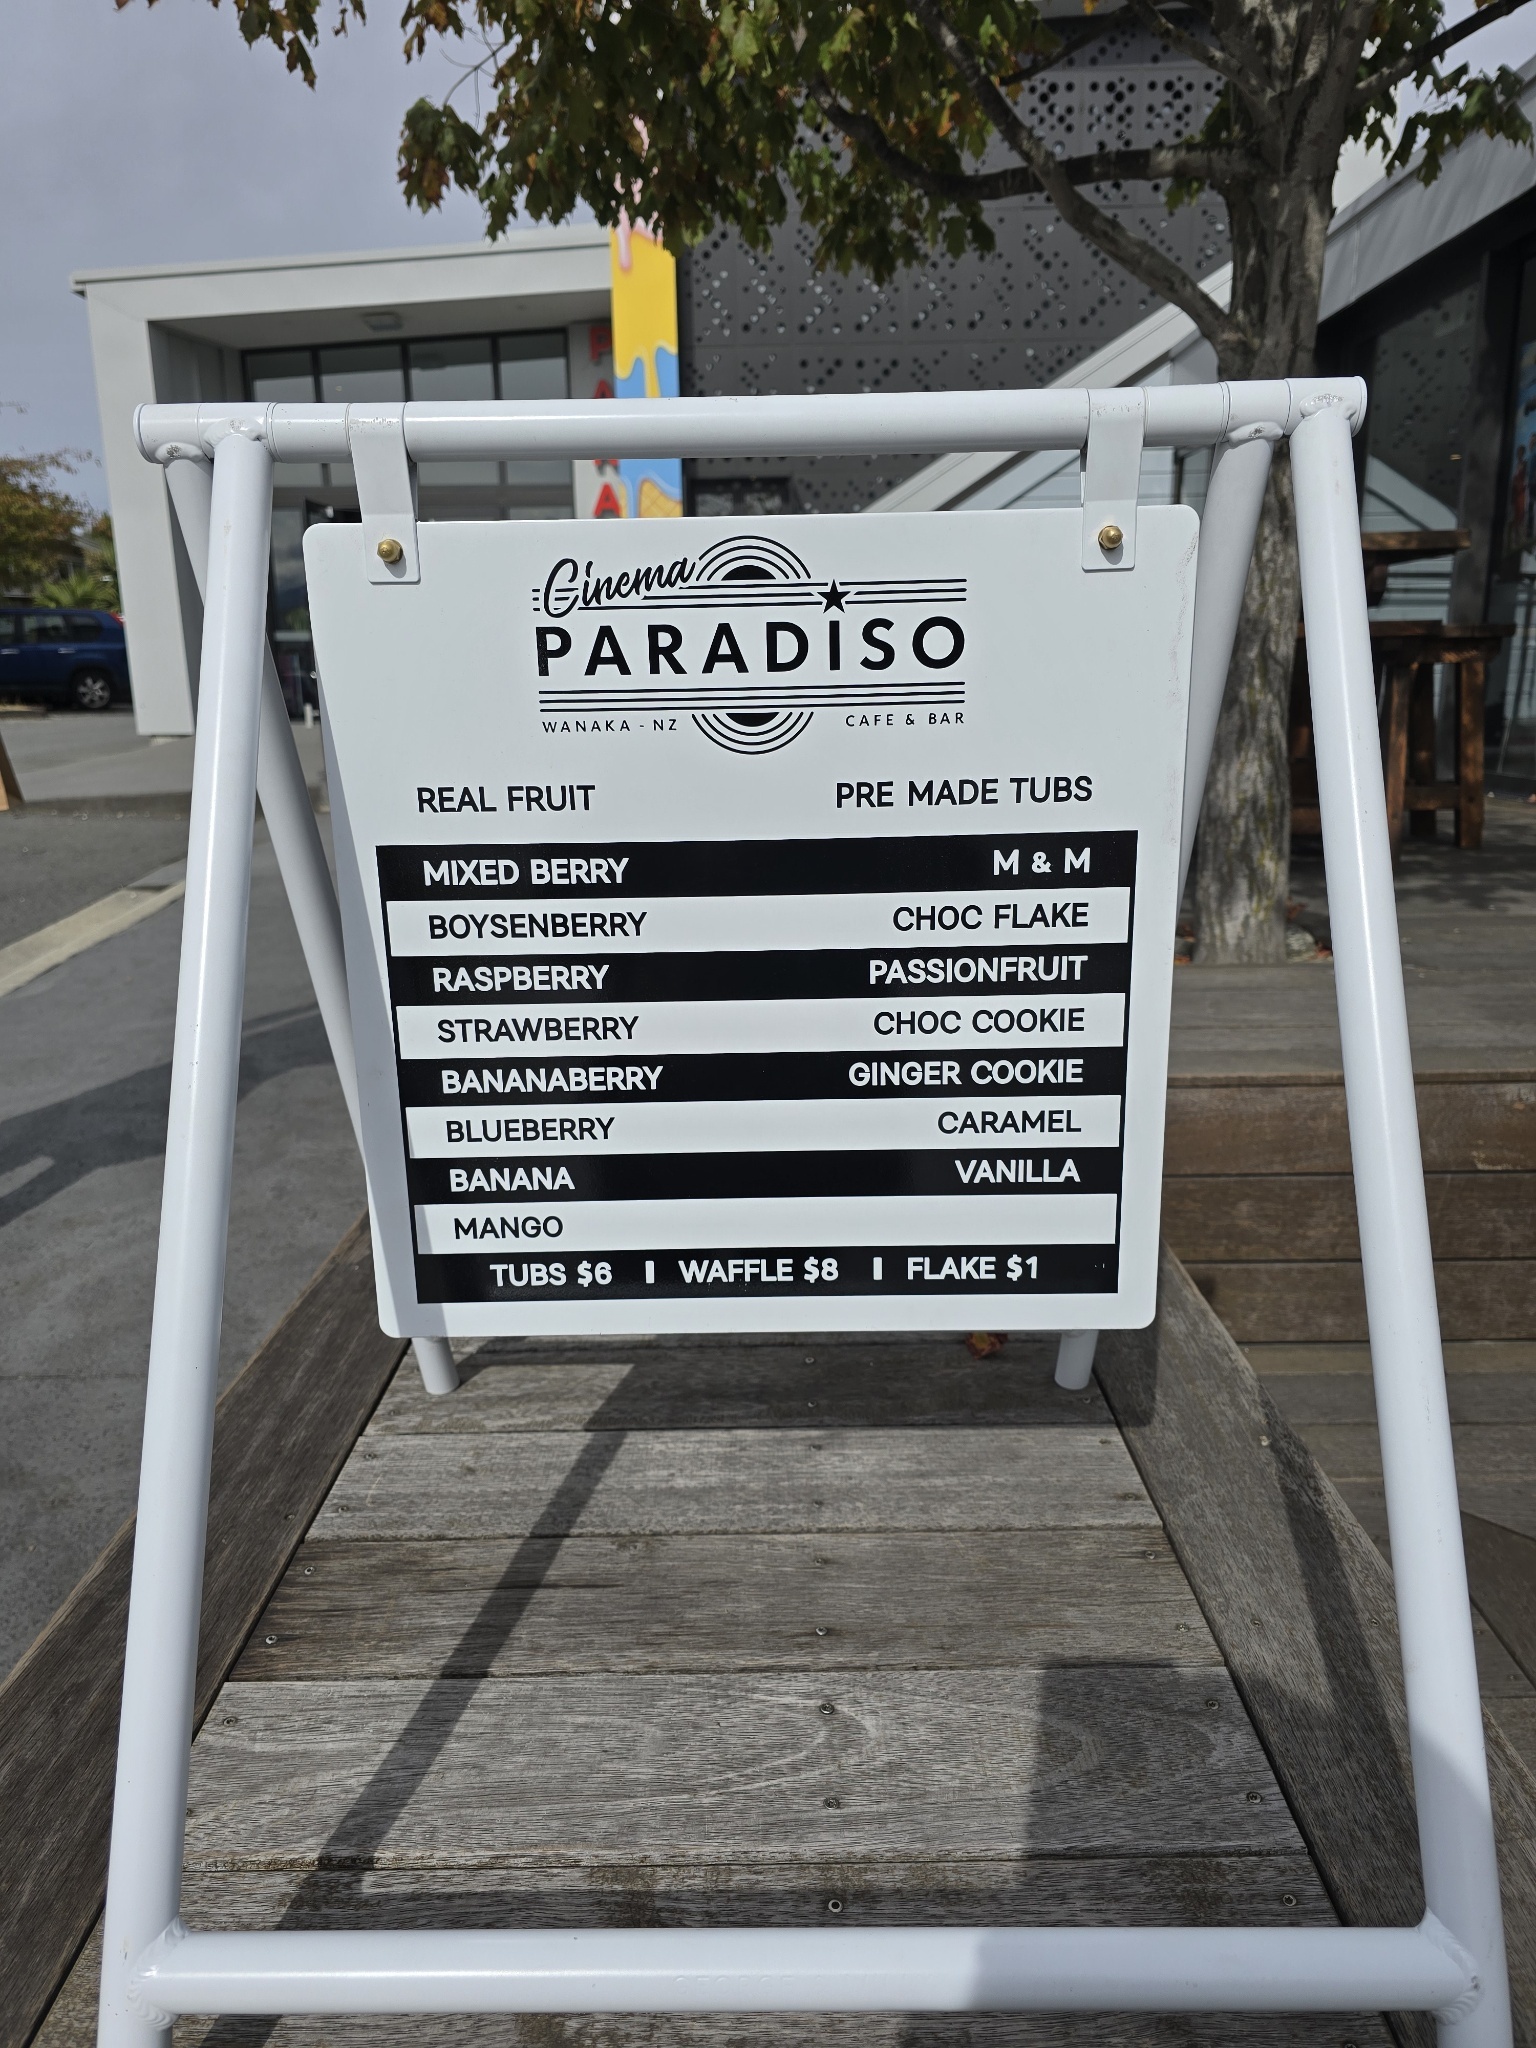 Cinema
PARADISO
WANAKA - NZ CAFE & BAR
REAL FRUIT PRE MADE TUBS
MIXED BERRY M & M
BOYSENBERRY CHOC FLAKE
RASPBERRY PASSIONFRUIT
STRAWBERRY CHOC COOKIE
BANANABERRY GINGER COOKIE
BLUEBERRY CARAMEL
BANANA VANILLA
MANGO
TUBS $6 | WAFFLE $8 | FLAKE $1